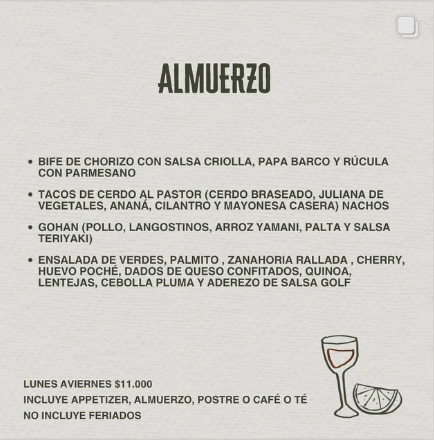 ALMUERZO
• BIFE DE CHORIZO CON SALSA CRIOLLA, PAPA BARCO Y RÚCULA
CON PARMESANO
• TACOS DE CERDO AL PASTOR (CERDO BRASEADO, JULIANA DE
VEGETALES, ANANÁ, CILANTRO Y MAYONESA CASERA) NACHOS
• GOHAN (POLLO, LANGOSTINOS, ARROZ YAMANI, PALTA Y SALSA
TERIYAKI)
• ENSALADA DE VERDES, PALMITO , ZANAHORIA RALLADA , CHERRY,
HUEVO POCHÉ, DADOS DE QUESO CONFITADOS, QUINOA,
LENTEJAS, CEBOLLA PLUMA Y ADEREZO DE SALSA GOLF
LUNES AVIERNES $11.000
INCLUYE APPETIZER, ALMUERZO, POSTRE O CAFÉ O TÉ
NO INCLUYE FERIADOS